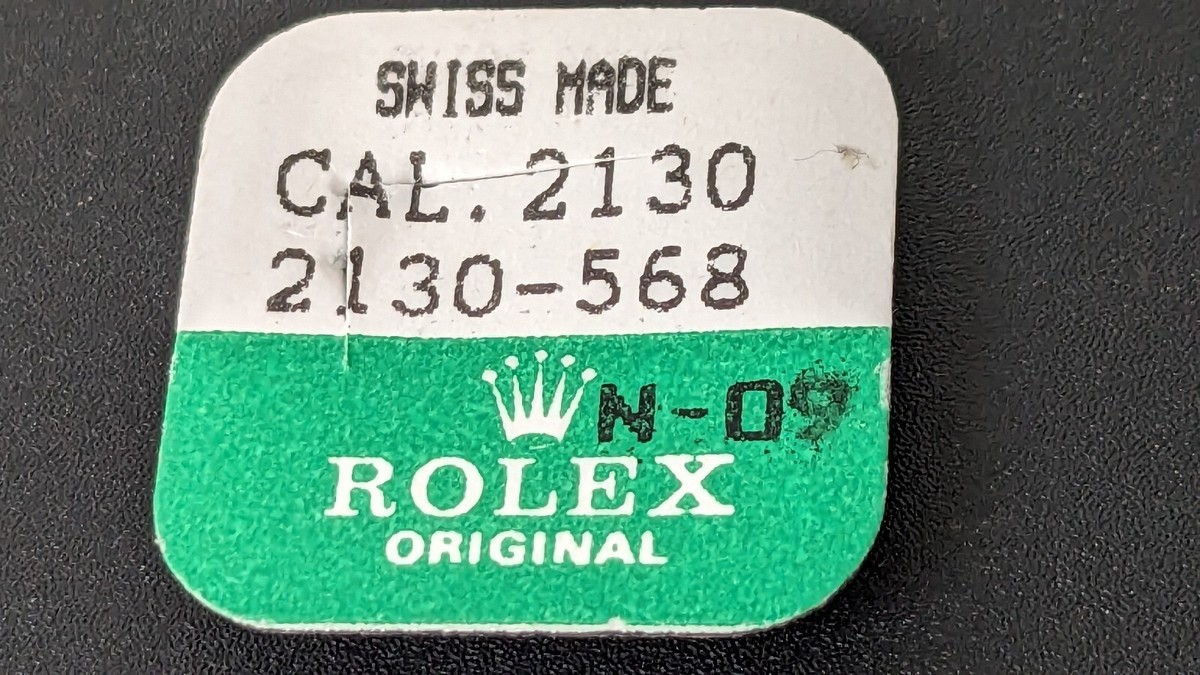 SWISS MADE
CAL. 2130
2130-568
N-09
ROLEX
ORIGINAL